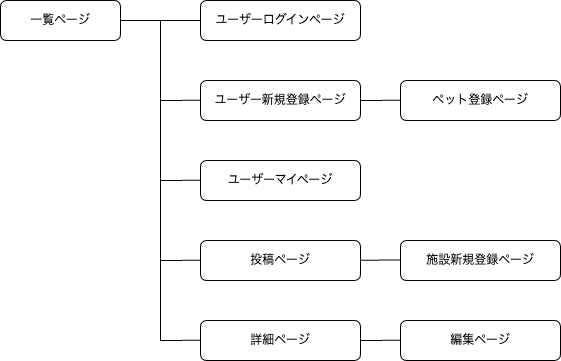 一覧ページ
ユーザーログインページ
ユーザー新規登録ページ
ペット登録ページ
ユーザーマイページ
投稿ページ
施設新規登録ページ
詳細ページ
編集ページ